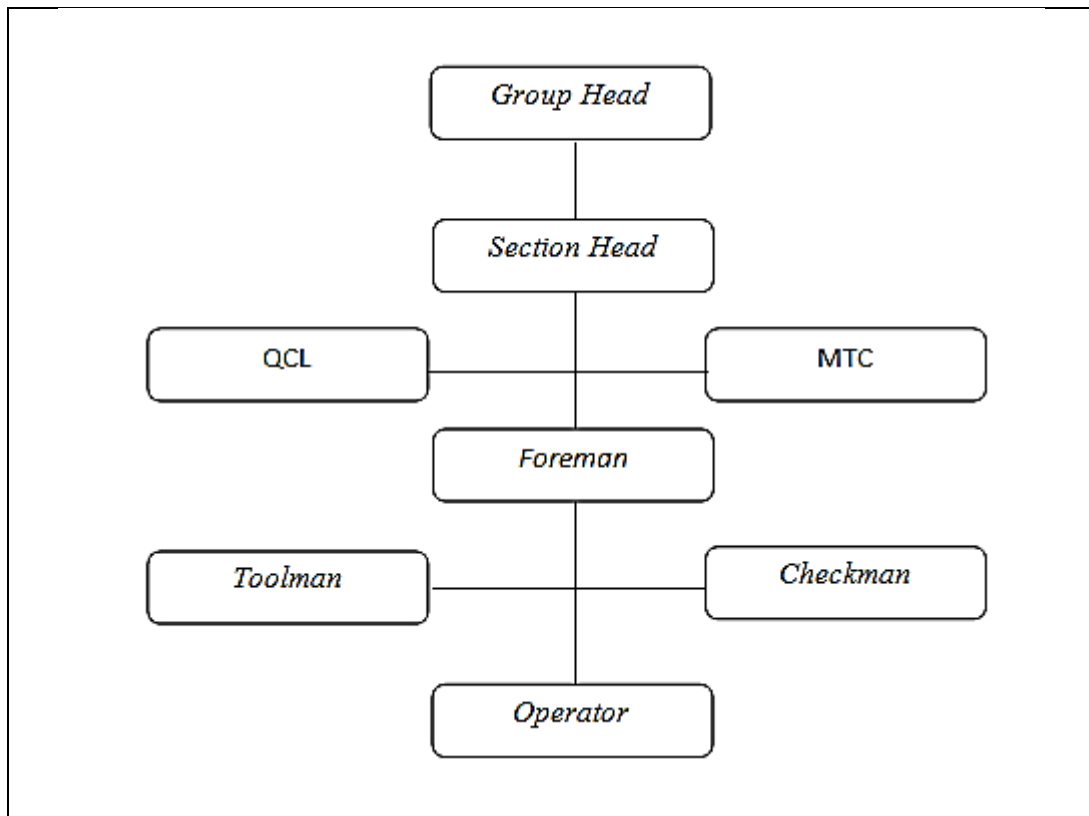 Group Head
Section Head
QCL
MTC
Foreman
Toolman
Checkman
Operator